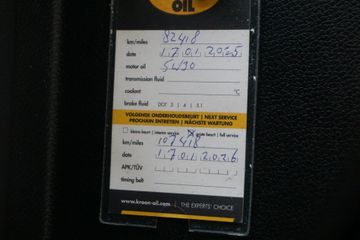 OIL
km/miles 82418
date 17 01 2025
motor oil 5W30
transmission fluid
coolant °C
brake fluid DOT 3 | 4 | 5.1
VOLGENDE ONDERHOUDSBEURT | NEXT SERVICE
PROCHAIN ENTRETIEN | NÄCHSTE WARTUNG
kleine beurt | interim service grote beurt | full service
km/miles 107418
date 17 01 2026
APK/TÜV
timing belt
www.kroon-oil.com | THE EXPERTS' CHOICE